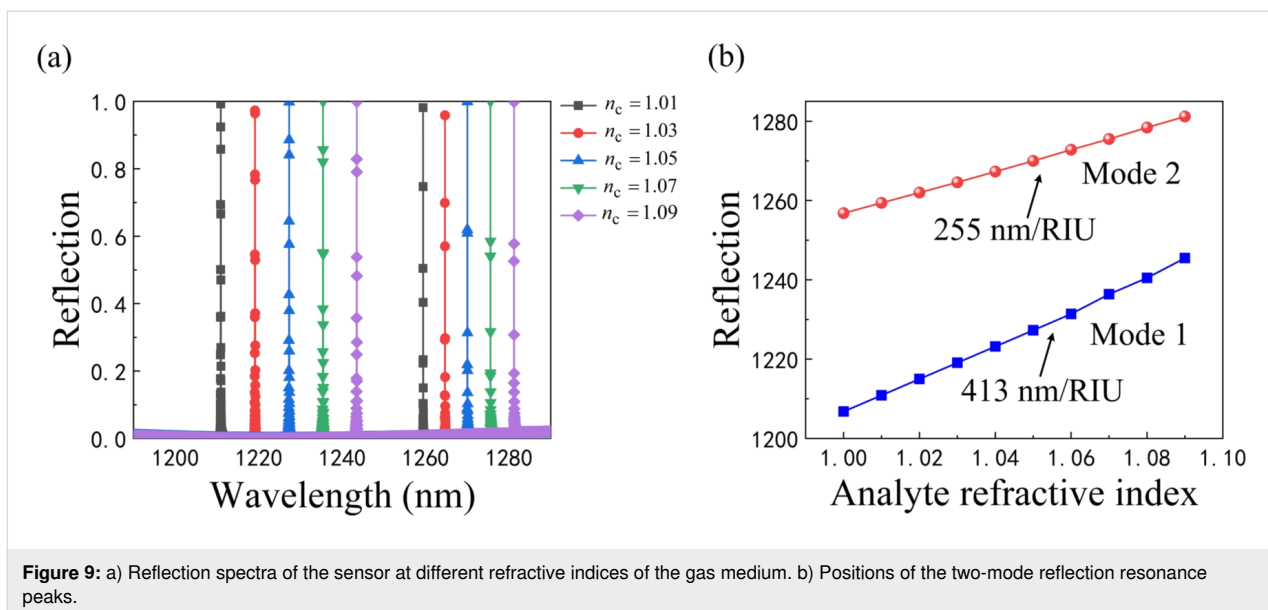 (a)
1.0
0.8
0.6
0.4
0.2
0.0
Reflection
1200 1220 1240 1260 1280
Wavelength (nm)
n_c = 1.01
n_c = 1.03
n_c = 1.05
n_c = 1.07
n_c = 1.09
(b)
1280
1260
1240
1220
1200
Reflection
Mode 2
255 nm/RIU
Mode 1
413 nm/RIU
1.00 1.02 1.04 1.06 1.08 1.10
Analyte refractive index
Figure 9: a) Reflection spectra of the sensor at different refractive indices of the gas medium. b) Positions of the two-mode reflection resonance
peaks.